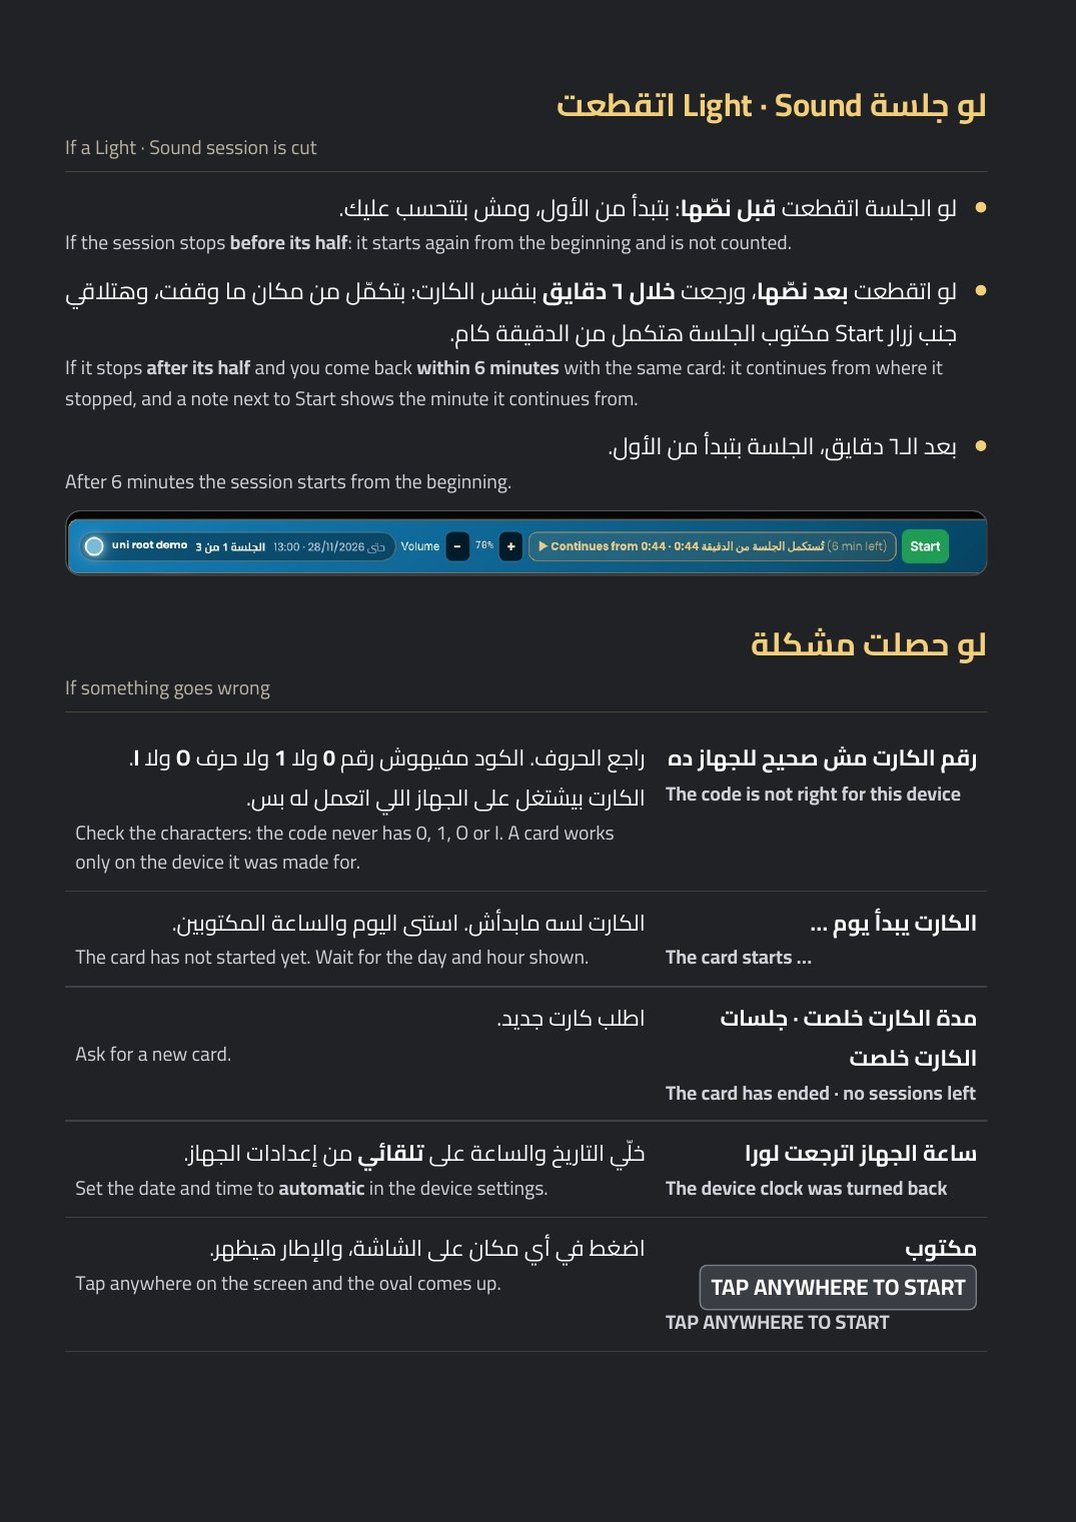 لو جلسة Light · Sound اتقطعت
If a Light · Sound session is cut
لو الجلسة اتقطعت قبل نصّها: بتبدأ من الأول، ومش بتتحسب عليك.
If the session stops before its half: it starts again from the beginning and is not counted.
لو اتقطعت بعد نصّها، ورجعت خلال ٦ دقايق بنفس الكارت: بتكمّل من مكان ما وقفت، وهتلاقي
جنب زرار Start مكتوب الجلسة هتكمل من الدقيقة كام.
If it stops after its half and you come back within 6 minutes with the same card: it continues from where it
stopped, and a note next to Start shows the minute it continues from.
بعد الـ٦ دقايق، الجلسة بتبدأ من الأول.
After 6 minutes the session starts from the beginning.
uni root demo الجلسة 1 من 3 حتى 28/11/2026 · 13:00 Volume − 70% + ▶ Continues from 0:44 · تُستكمل الجلسة من الدقيقة 0:44 (6 min left) Start
لو حصلت مشكلة
If something goes wrong
رقم الكارت مش صحيح للجهاز ده
The code is not right for this device
راجع الحروف. الكود مفيهوش رقم 0 ولا 1 ولا حرف O ولا I.
الكارت بيشتغل على الجهاز اللي اتعمل له بس.
Check the characters: the code never has 0, 1, O or I. A card works
only on the device it was made for.
الكارت يبدأ يوم ...
The card starts ...
الكارت لسه مابدأش. استنى اليوم والساعة المكتوبين.
The card has not started yet. Wait for the day and hour shown.
مدة الكارت خلصت · جلسات
الكارت خلصت
The card has ended · no sessions left
اطلب كارت جديد.
Ask for a new card.
ساعة الجهاز اترجعت لورا
The device clock was turned back
خلّي التاريخ والساعة على تلقائي من إعدادات الجهاز.
Set the date and time to automatic in the device settings.
مكتوب
TAP ANYWHERE TO START
TAP ANYWHERE TO START
اضغط في أي مكان على الشاشة، والإطار هيظهر.
Tap anywhere on the screen and the oval comes up.